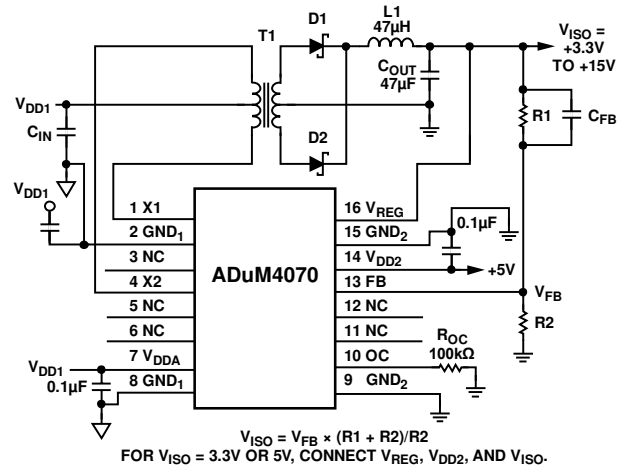 D1
L1
47µH
T1
VISO =
+3.3V
TO +15V
COUT
47µF
R1
CFB
VDD1
CIN
D2
VDD1
1 X1
2 GND1
3 NC
4 X2
5 NC
6 NC
7 VDDA
8 GND1
ADuM4070
16 VREG
15 GND2
14 VDD2
13 FB
12 NC
11 NC
10 OC
9 GND2
0.1µF
+5V
VFB
R2
ROC
100kΩ
VDD1
0.1µF
VISO = VFB × (R1 + R2)/R2
FOR VISO = 3.3V OR 5V, CONNECT VREG, VDD2, AND VISO.